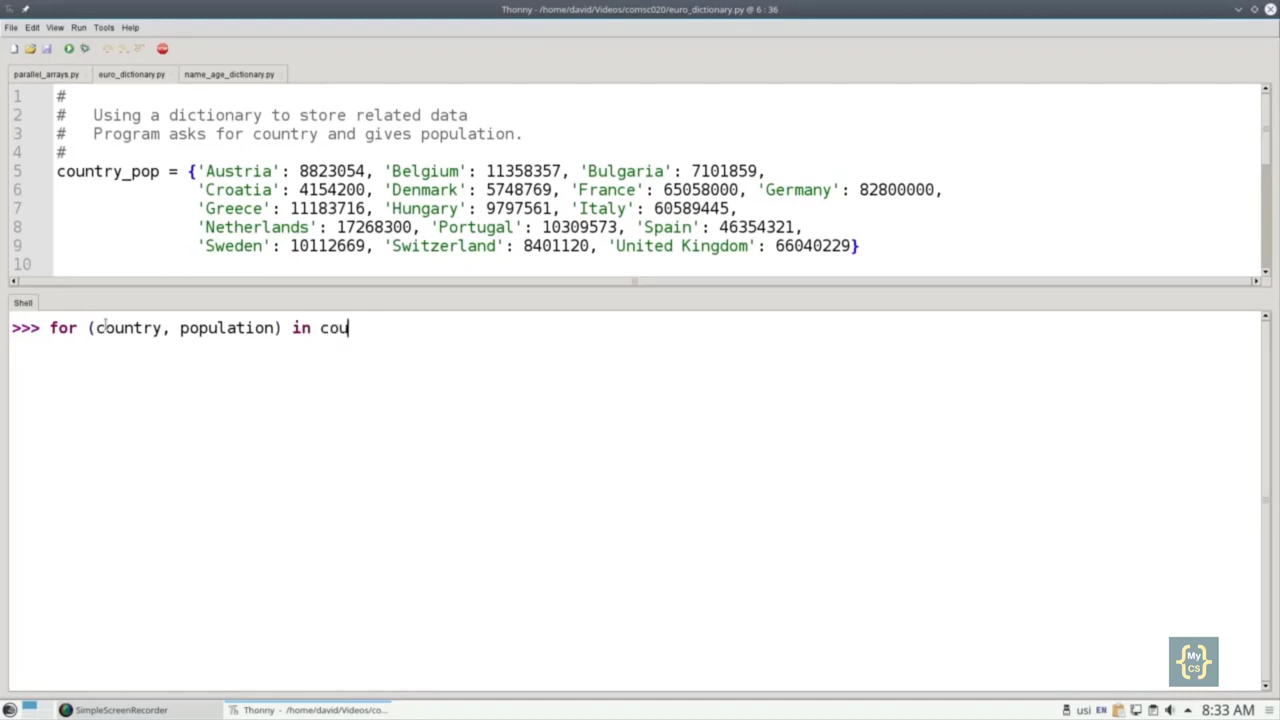 Thonny - /home/david/Videos/comsc020/euro_dictionary.py @ 6 : 36
File Edit View Run Tools Help
parallel_arrays.py euro_dictionary.py name_age_dictionary.py
1 #
2 # Using a dictionary to store related data
3 # Program asks for country and gives population.
4 #
5 country_pop = {'Austria': 8823054, 'Belgium': 11358357, 'Bulgaria': 7101859,
6 'Croatia': 4154200, 'Denmark': 5748769, 'France': 65058000, 'Germany': 82800000,
7 'Greece': 11183716, 'Hungary': 9797561, 'Italy': 60589445,
8 'Netherlands': 17268300, 'Portugal': 10309573, 'Spain': 46354321,
9 'Sweden': 10112669, 'Switzerland': 8401120, 'United Kingdom': 66040229}
10
Shell
>>> for (country, population) in cou
{My CS}
SimpleScreenRecorder Thonny - /home/david/Videos/co... usi EN 8:33 AM